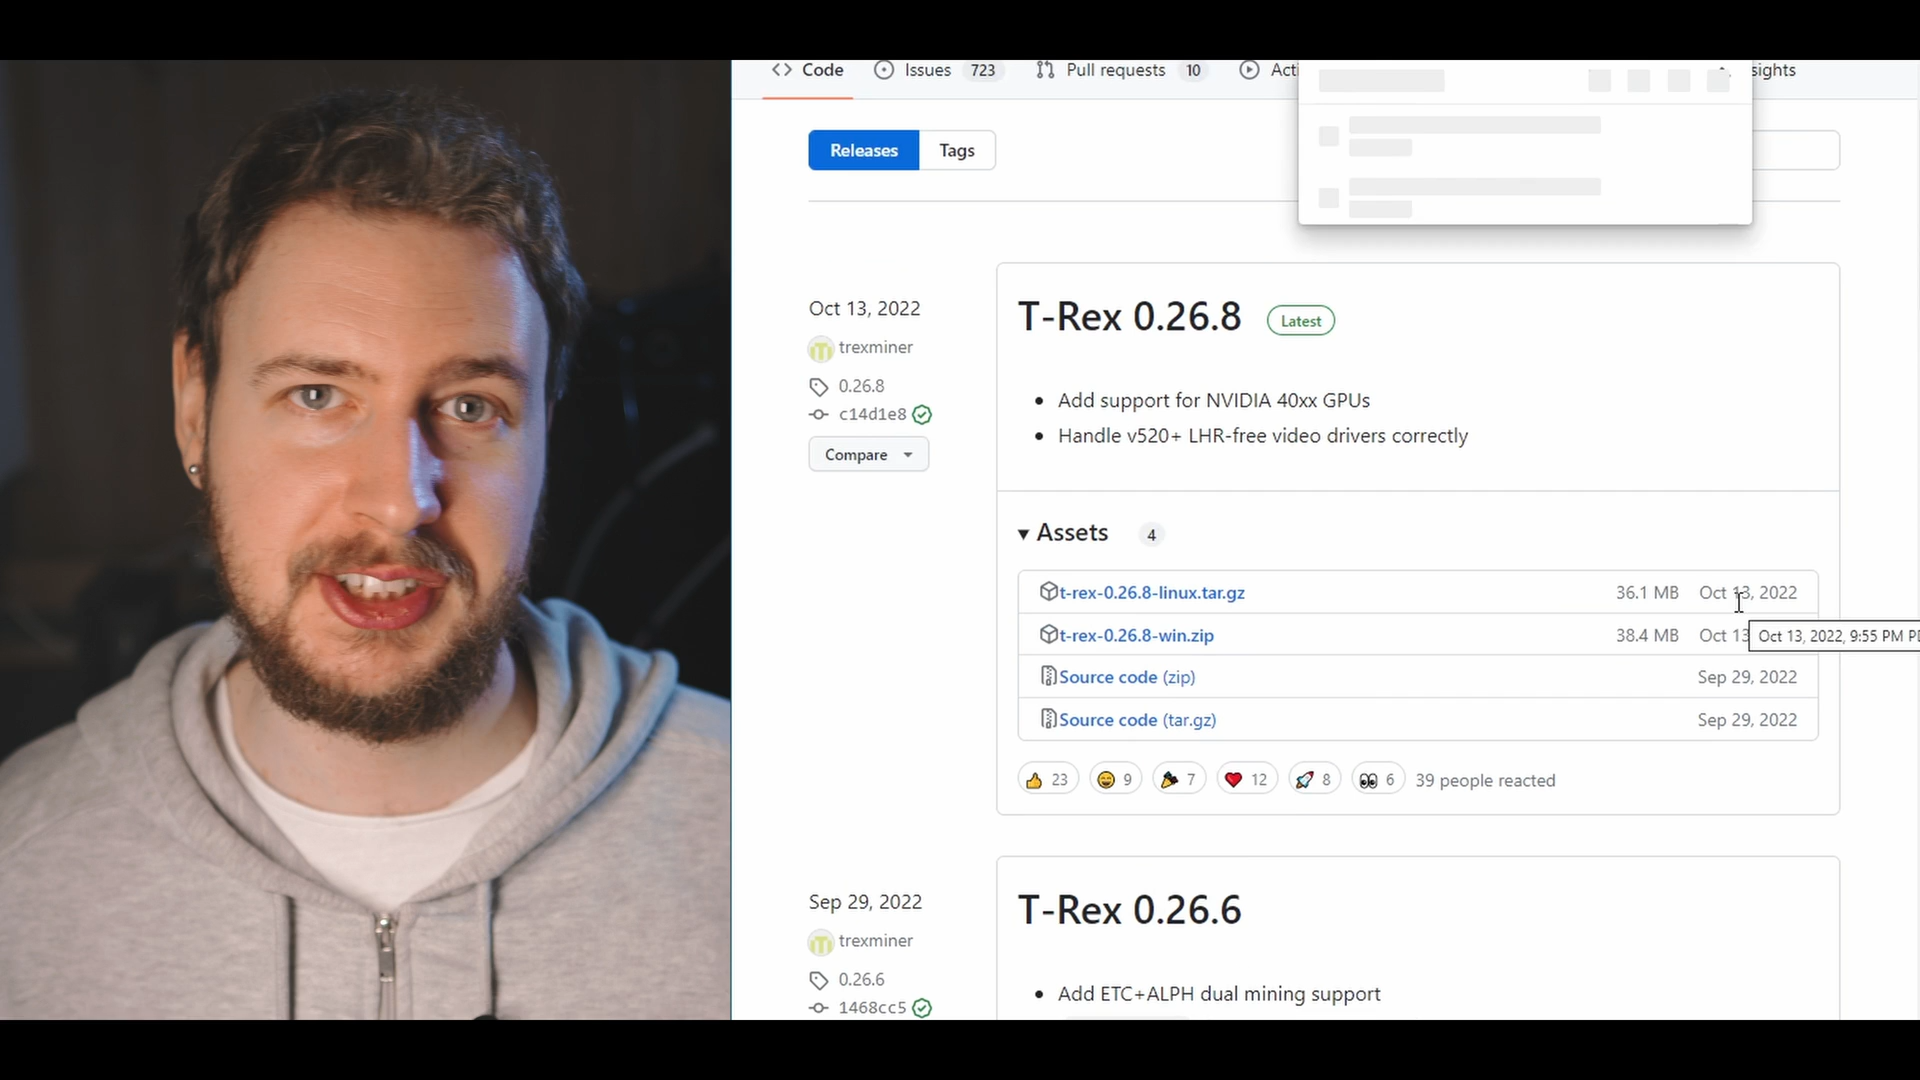 Code Issues 723 Pull requests 10 Acti sights
Releases Tags
Oct 13, 2022
trexminer
0.26.8
c14d1e8
Compare
T-Rex 0.26.8 Latest
Add support for NVIDIA 40xx GPUs
Handle v520+ LHR-free video drivers correctly
Assets 4
t-rex-0.26.8-linux.tar.gz 36.1 MB Oct 13, 2022
t-rex-0.26.8-win.zip 38.4 MB Oct 13
Oct 13, 2022, 9:55 PM PD
Source code (zip) Sep 29, 2022
Source code (tar.gz) Sep 29, 2022
23 9 7 12 8 6 39 people reacted
Sep 29, 2022
trexminer
0.26.6
1468cc5
T-Rex 0.26.6
Add ETC+ALPH dual mining support